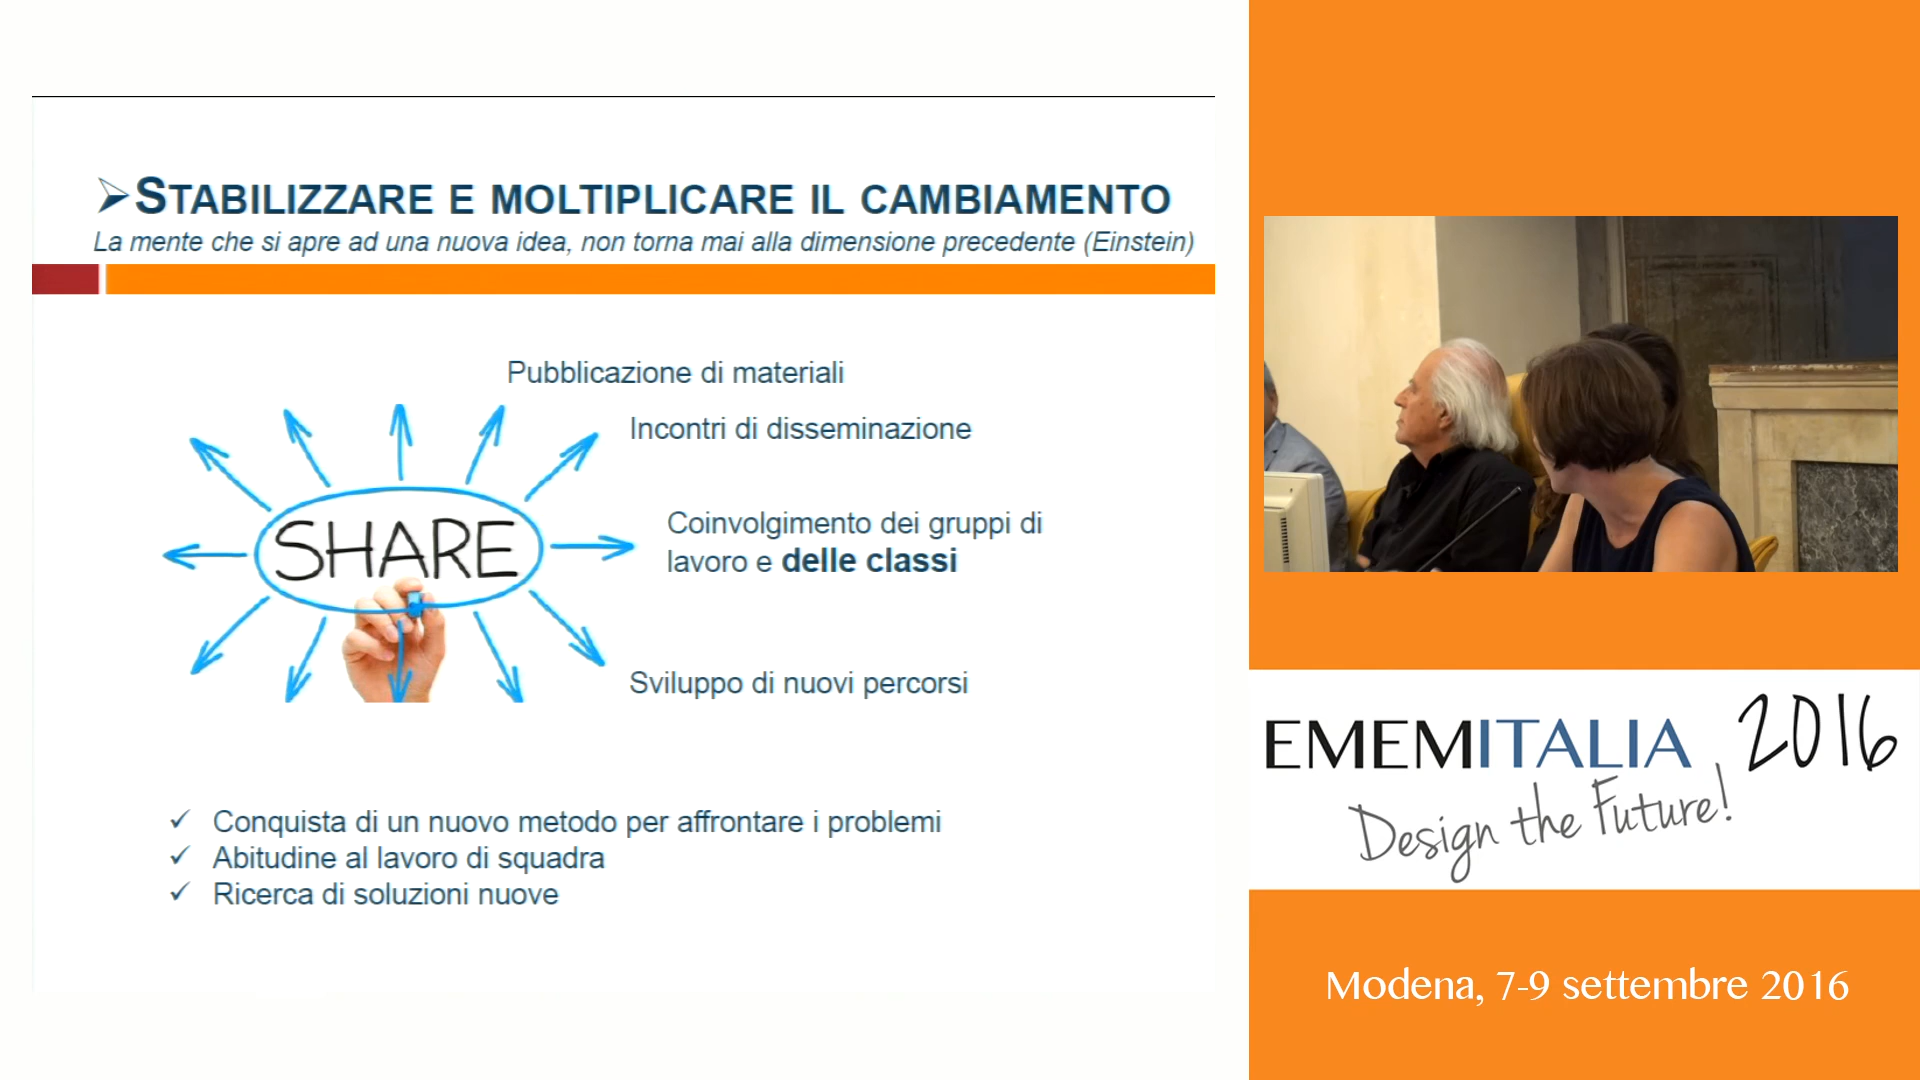 ➢STABILIZZARE E MOLTIPLICARE IL CAMBIAMENTO
La mente che si apre ad una nuova idea, non torna mai alla dimensione precedente (Einstein)
Pubblicazione di materiali
Incontri di disseminazione
SHARE
Coinvolgimento dei gruppi di
lavoro e delle classi
Sviluppo di nuovi percorsi
✓ Conquista di un nuovo metodo per affrontare i problemi
✓ Abitudine al lavoro di squadra
✓ Ricerca di soluzioni nuove
EMEMITALIA 2016
Design the Future!
Modena, 7-9 settembre 2016